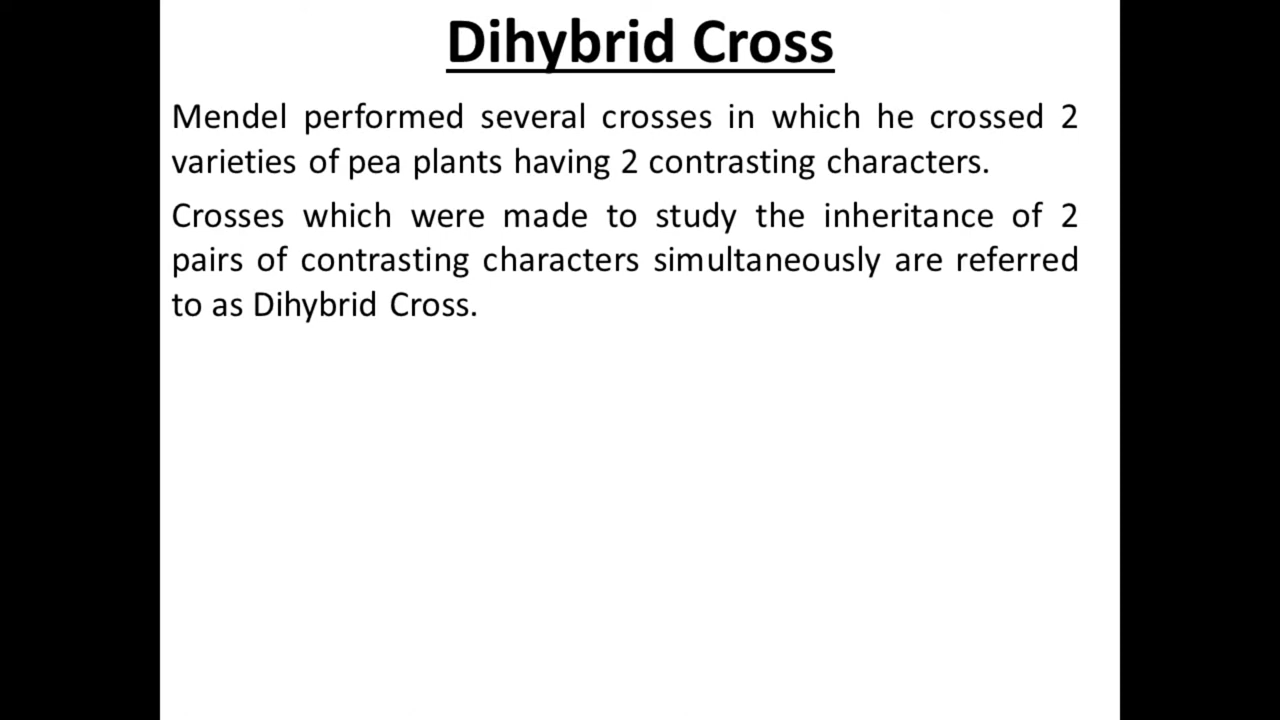 Dihybrid Cross
Mendel performed several crosses in which he crossed 2
varieties of pea plants having 2 contrasting characters.
Crosses which were made to study the inheritance of 2
pairs of contrasting characters simultaneously are referred
to as Dihybrid Cross.